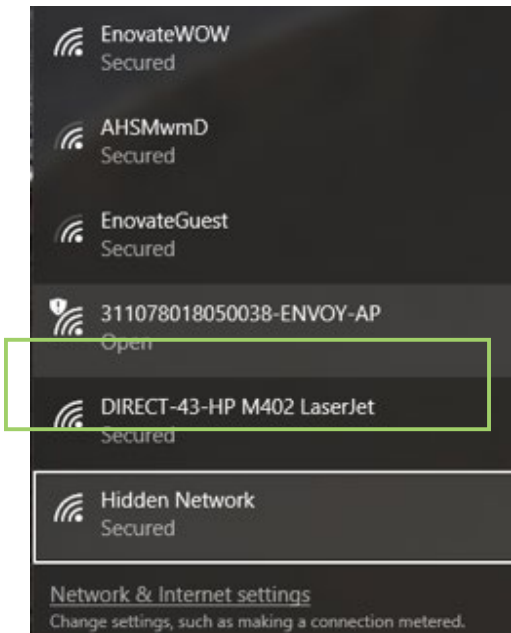 EnovateWOW
Secured
AHSMwmD
Secured
EnovateGuest
Secured
311078018050038-ENVOY-AP
Open
DIRECT-43-HP M402 LaserJet
Secured
Hidden Network
Secured
Network & Internet settings
Change settings, such as making a connection metered.